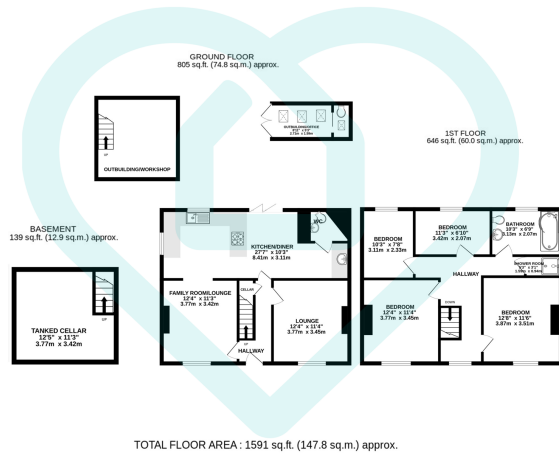 GROUND FLOOR
805 sq.ft. (74.8 sq.m.) approx.
1ST FLOOR
646 sq.ft. (60.0 sq.m.) approx.
UP
OUTBUILDING/WORKSHOP
OUTBUILDING/OFFICE
BASEMENT
139 sq.ft. (12.9 sq.m.) approx.
UP
TANKED CELLAR
12'5" x 11'3"
3.77m x 3.42m
WC
KITCHEN/DINER
27'7" x 10'3"
8.41m x 3.11m
CELLAR
FAMILY ROOM/LOUNGE
12'4" x 11'3"
3.77m x 3.42m
UP
HALLWAY
LOUNGE
12'4" x 11'4"
3.77m x 3.45m
BEDROOM
10'3" x 7'8"
3.11m x 2.33m
BEDROOM
11'3" x 6'10"
3.42m x 2.07m
BATHROOM
10'3" x 6'9"
3.13m x 2.07m
SHOWER ROOM
HALLWAY
BEDROOM
12'4" x 11'4"
3.77m x 3.45m
DOWN
BEDROOM
12'8" x 11'6"
3.87m x 3.51m
TOTAL FLOOR AREA : 1591 sq.ft. (147.8 sq.m.) approx.